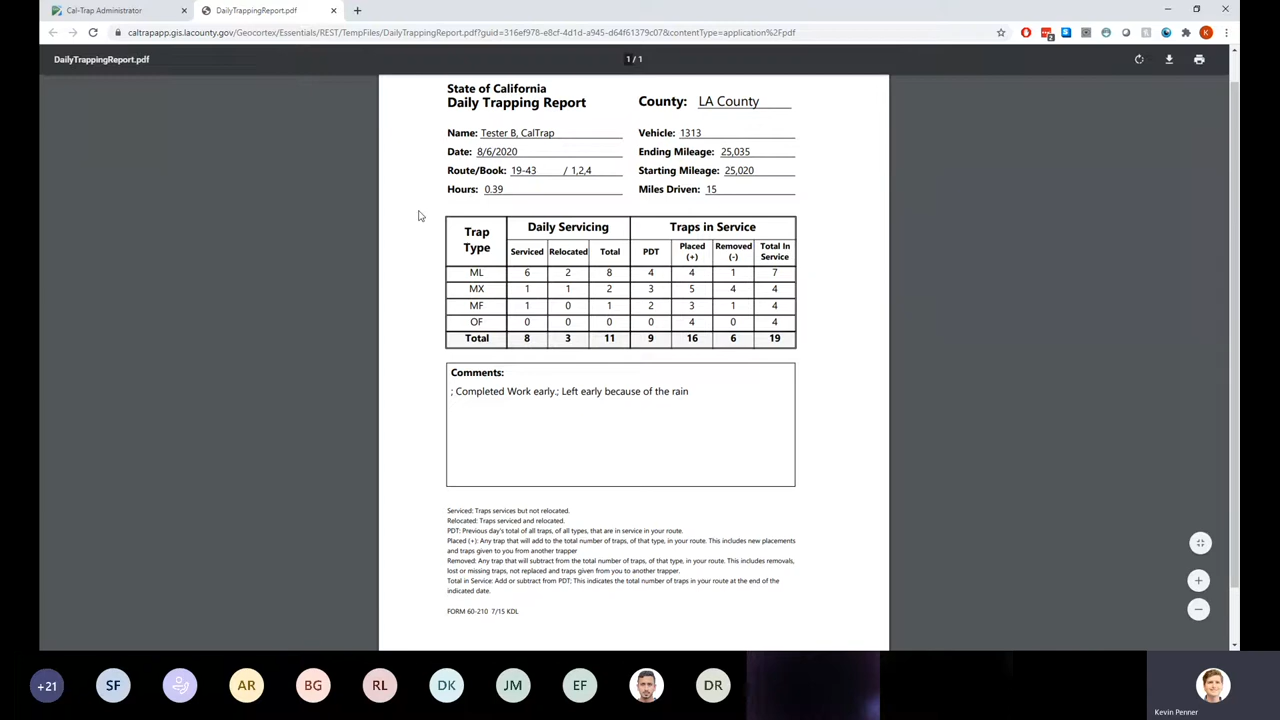 Cal-Trap Administrator
DailyTrappingReport.pdf
caltrapapp.gis.lacounty.gov/Geocortex/Essentials/REST/TempFiles/DailyTrappingReport.pdf?guid=316ef978-e8cf-4d1d-a945-d64f61379c07&contentType=application%2Fpdf
DailyTrappingReport.pdf
1 / 1
State of California
Daily Trapping Report
County: LA County
Name: Tester B, CalTrap
Vehicle: 1313
Date: 8/6/2020
Ending Mileage: 25,035
Route/Book: 19-43 / 1,2,4
Starting Mileage: 25,020
Hours: 0.39
Miles Driven: 15
Trap Type
Daily Servicing
Traps in Service
Serviced Relocated Total PDT Placed (+) Removed (-) Total In Service
ML 6 2 8 4 4 1 7
MX 1 1 2 3 5 4 4
MF 1 0 1 2 3 1 4
OF 0 0 0 0 4 0 4
Total 8 3 11 9 16 6 19
Comments:
; Completed Work early.; Left early because of the rain
Serviced: Traps services but not relocated.
Relocated: Traps serviced and relocated.
PDT: Previous day's total of all traps, of all types, that are in service in your route.
Placed (+): Any trap that will add to the total number of traps, of that type, in your route. This includes new placements
and traps given to you from another trapper
Removed: Any trap that will subtract from the total number of traps, of that type, in your route. This includes removals,
lost or missing traps, not replaced and traps given from you to another trapper.
Total in Service: Add or subtract from PDT; This indicates the total number of traps in your route at the end of the
indicated date.
FORM 60-210 7/15 KDL
+21
SF
AR
BG
RL
DK
JM
EF
DR
Kevin Penner
K
2